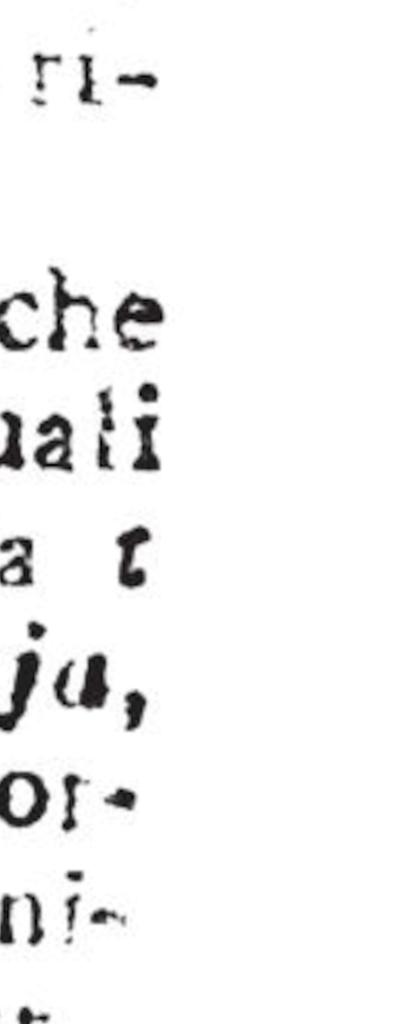 ri-
che
uali
a t
ja,
or-
ni-